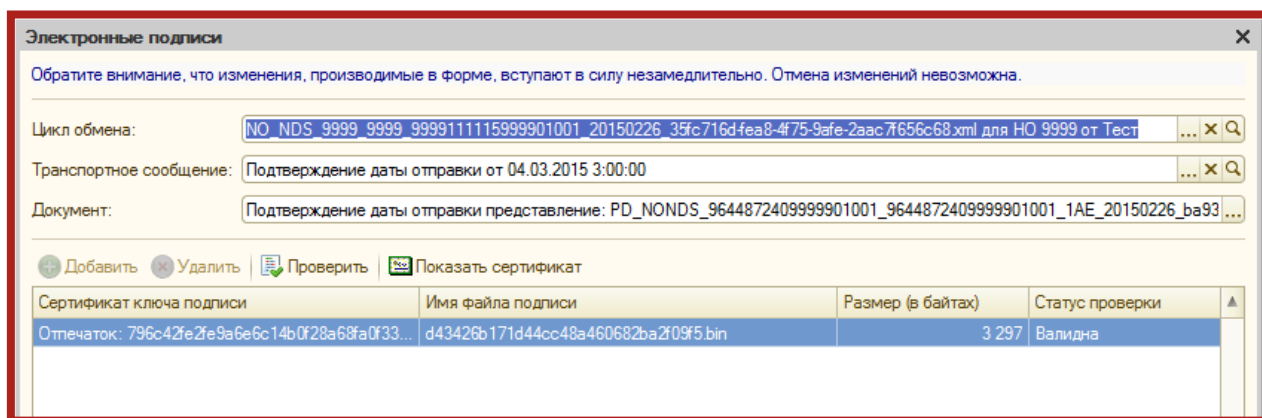 Электронные подписи
Обратите внимание, что изменения, производимые в форме, вступают в силу незамедлительно. Отмена изменений невозможна.
Цикл обмена: NO_NDS_9999_9999_9999111115999901001_20150226_35fc716d-fea8-4f75-9afe-2aac7f656c68.xml для НО 9999 от Тест ...
Транспортное сообщение: Подтверждение даты отправки от 04.03.2015 3:00:00 ...
Документ: Подтверждение даты отправки представление: PD_NONDS_9644872409999901001_9644872409999901001_1AE_20150226_ba93 ...
Добавить Удалить Проверить Показать сертификат
Сертификат ключа подписи Имя файла подписи Размер (в байтах) Статус проверки
Отпечаток: 796c42fe2fe9a6e6c14b0f28a68fa0f33... d43426b171d44cc48a460682ba2f09f5.bin 3 297 Валидна